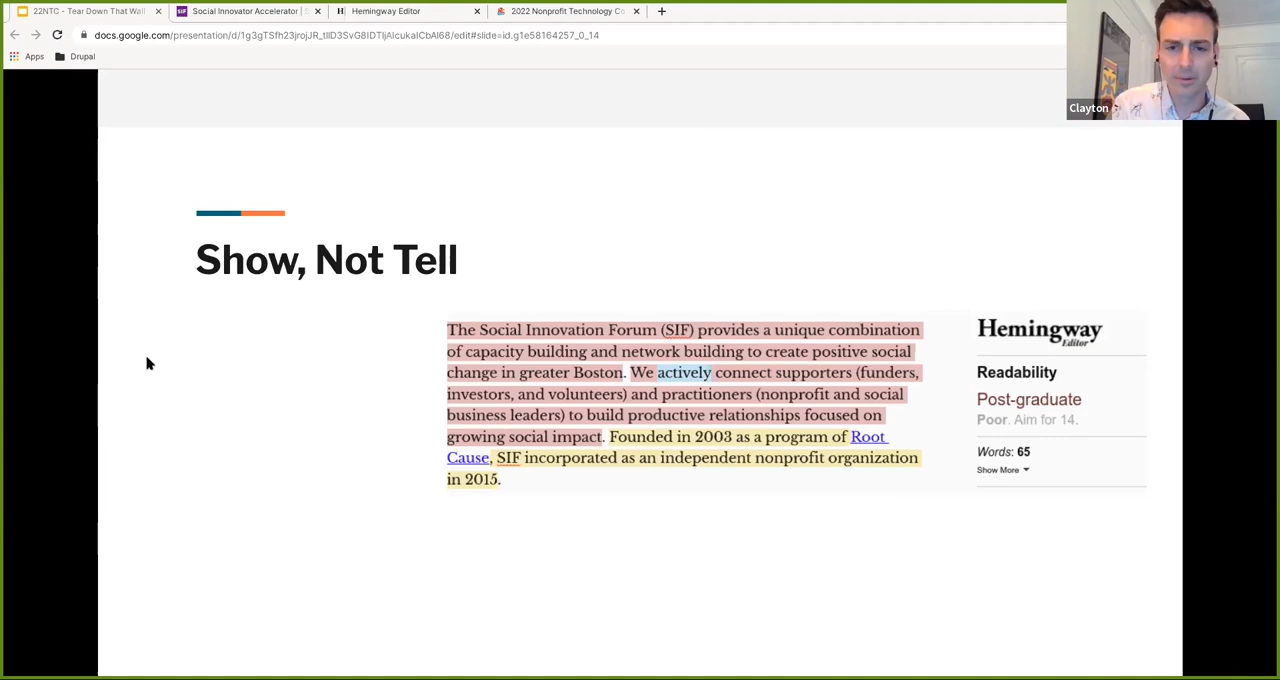 22NTC - Tear Down That Wall
Social Innovator Accelerator |
Hemingway Editor
2022 Nonprofit Technology Co
docs.google.com/presentation/d/1g3gTSfh23jrojJR_tllD3SvG8IDTljAlcukalCbAl68/edit#slide=id.g1e58164257_0_14
Apps
Drupal
Clayton
Show, Not Tell
The Social Innovation Forum (SIF) provides a unique combination
of capacity building and network building to create positive social
change in greater Boston. We actively connect supporters (funders,
investors, and volunteers) and practitioners (nonprofit and social
business leaders) to build productive relationships focused on
growing social impact. Founded in 2003 as a program of Root
Cause, SIF incorporated as an independent nonprofit organization
in 2015.
Hemingway
Editor
Readability
Post-graduate
Poor. Aim for 14.
Words: 65
Show More